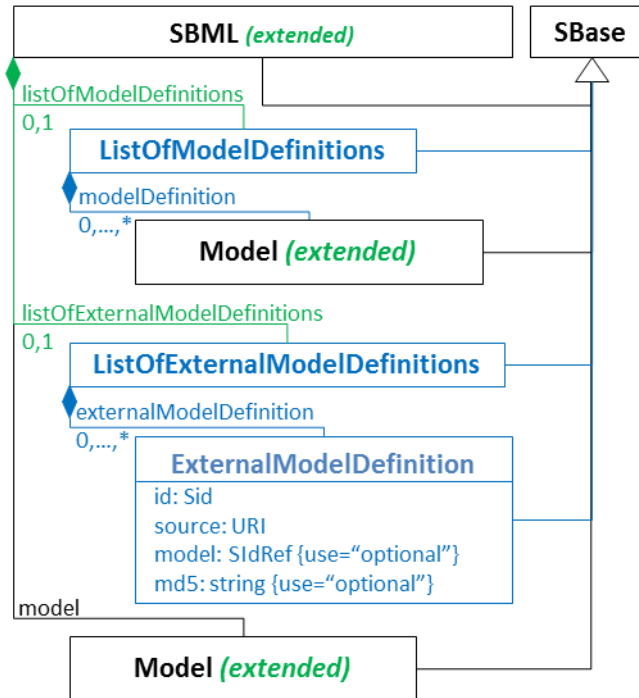 SBML (extended)
SBase
listOfModelDefinitions
0,1
ListOfModelDefinitions
modelDefinition
0,...,*
Model (extended)
listOfExternalModelDefinitions
0,1
ListOfExternalModelDefinitions
externalModelDefinition
0,...,*
ExternalModelDefinition
id: Sid
source: URI
model: SIdRef {use=“optional”}
md5: string {use=“optional”}
model
Model (extended)